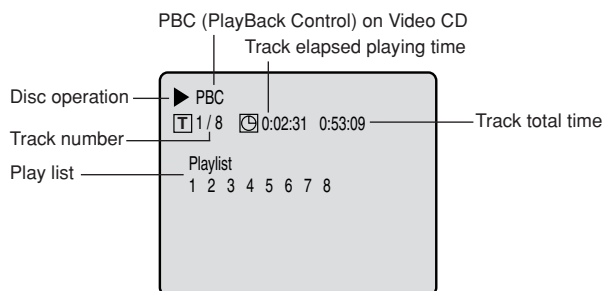 PBC (PlayBack Control) on Video CD
Track elapsed playing time
Disc operation
PBC
T 1 / 8 0:02:31 0:53:09
Track total time
Track number
Playlist
Play list
1 2 3 4 5 6 7 8